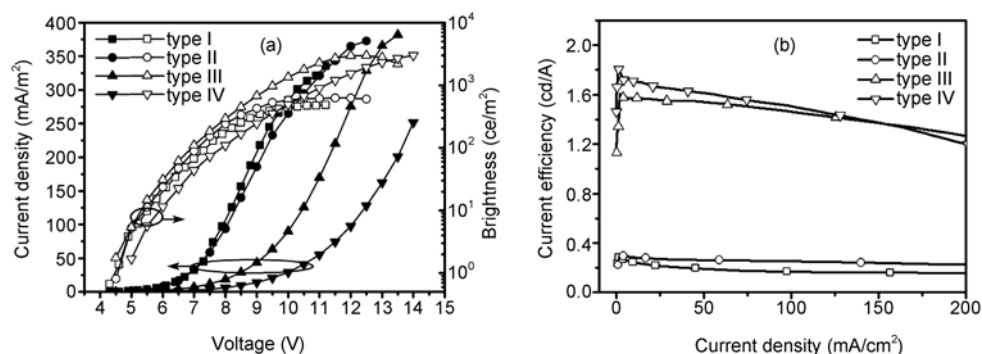 (a)
type I
type II
type III
type IV
Current density (mA/m²)
400
350
300
250
200
150
100
50
0
4
5
6
7
8
9
10
11
12
13
14
15
Voltage (V)
Brightness (ce/m²)
10⁴
10³
10²
10¹
10⁰
(b)
type I
type II
type III
type IV
Current efficiency (cd/A)
2.0
1.6
1.2
0.8
0.4
0.0
0
50
100
150
200
Current density (mA/cm²)